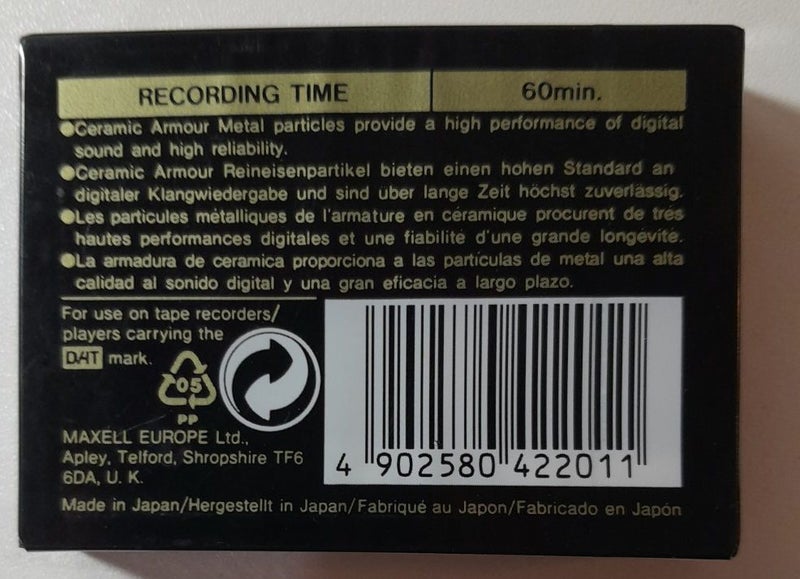 RECORDING TIME 60min.
●Ceramic Armour Metal particles provide a high performance of digital
sound and high reliability.
●Ceramic Armour Reineisenpartikel bieten einen hohen Standard an
digitaler Klangwiedergabe und sind über lange Zeit höchst zuverlässig.
●Les particules métalliques de l'armature en céramique procurent de très
hautes performances digitales et une fiabilité d'une grande longévité.
●La armadura de ceramica proporciona a las partículas de metal una alta
calidad al sonido digital y una gran eficacia a largo plazo.
For use on tape recorders/
players carrying the
DAT mark.
05
PP
MAXELL EUROPE Ltd.,
Apley, Telford, Shropshire TF6
6DA, U. K.
4 902580 422011
Made in Japan/Hergestellt in Japan/Fabriqué au Japon/Fabricado en Japón